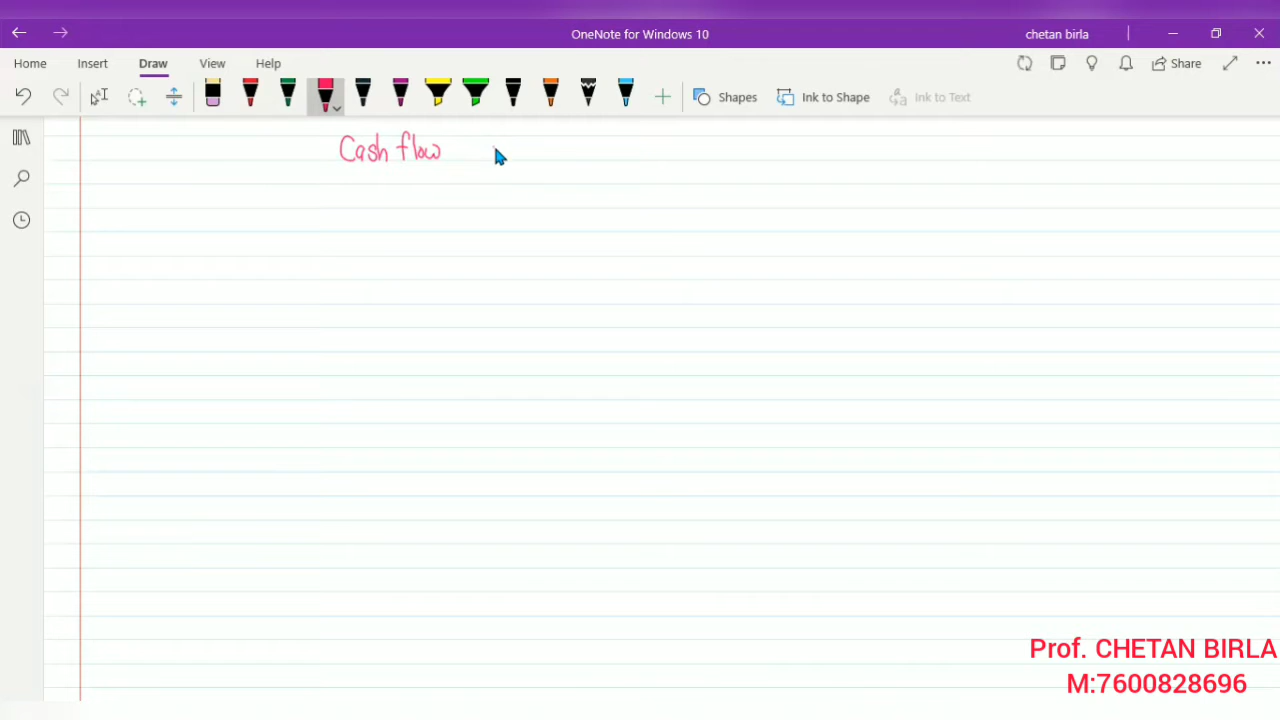 OneNote for Windows 10
chetan birla
Home Insert Draw View Help
Share
Shapes Ink to Shape Ink to Text
Cash flow
Prof. CHETAN BIRLA
M:7600828696